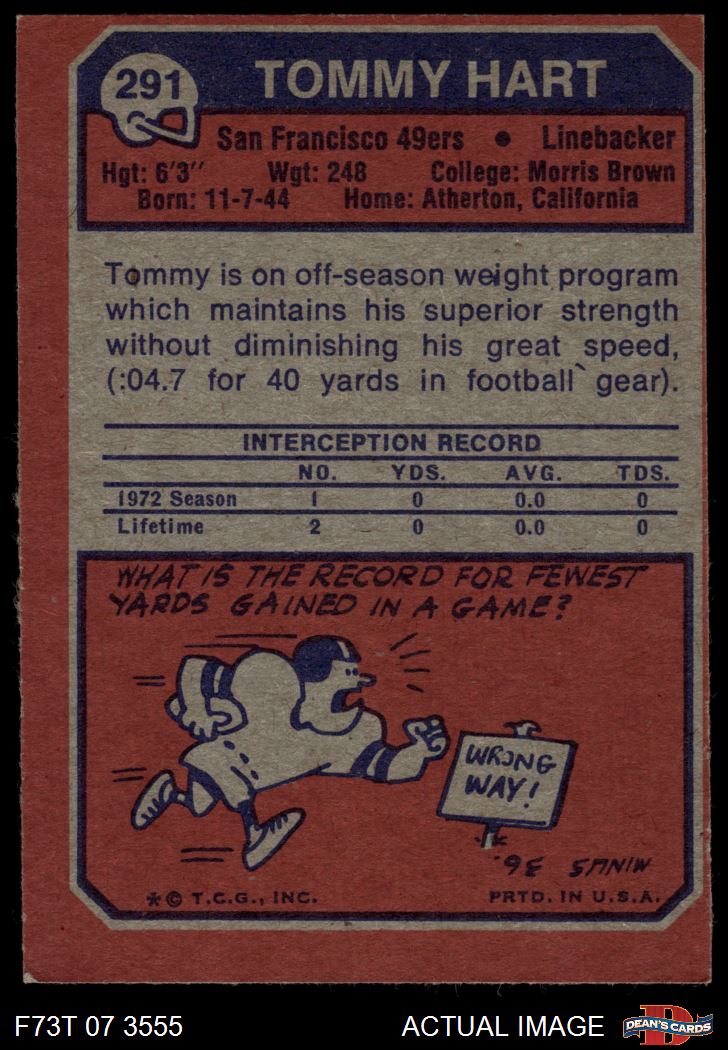 291
TOMMY HART
San Francisco 49ers • Linebacker
Hgt: 6'3" Wgt: 248 College: Morris Brown
Born: 11-7-44 Home: Atherton, California
Tommy is on off-season weight program
which maintains his superior strength
without diminishing his great speed,
(:04.7 for 40 yards in football gear).
INTERCEPTION RECORD
NO. YDS. AVG. TDS.
1972 Season 1 0 0.0 0
Lifetime 2 0 0.0 0
WHAT IS THE RECORD FOR FEWEST
YARDS GAINED IN A GAME?
WRONG
WAY!
MINUS 36.
*© T.C.G., INC. PRTD. IN U.S.A.
F73T 07 3555 ACTUAL IMAGE
D
DEAN'S CARDS